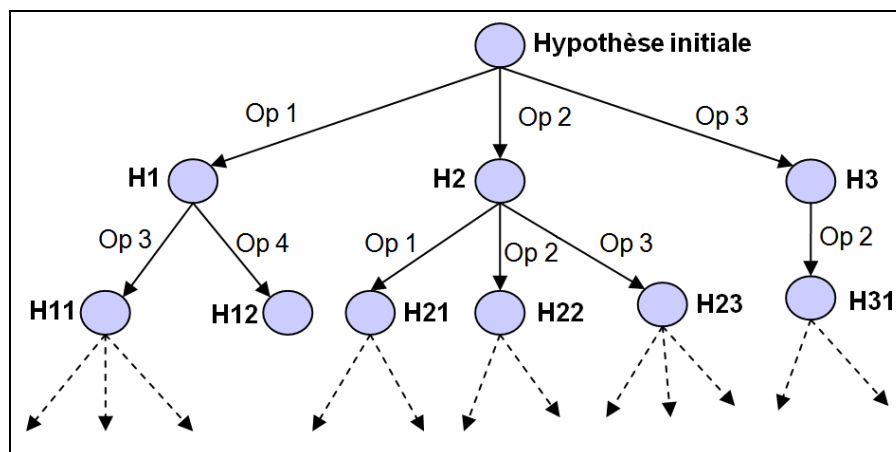 Hypothèse initiale
Op 1
Op 2
Op 3
H1
H2
H3
Op 3
Op 4
Op 1
Op 2
Op 3
Op 2
H11
H12
H21
H22
H23
H31